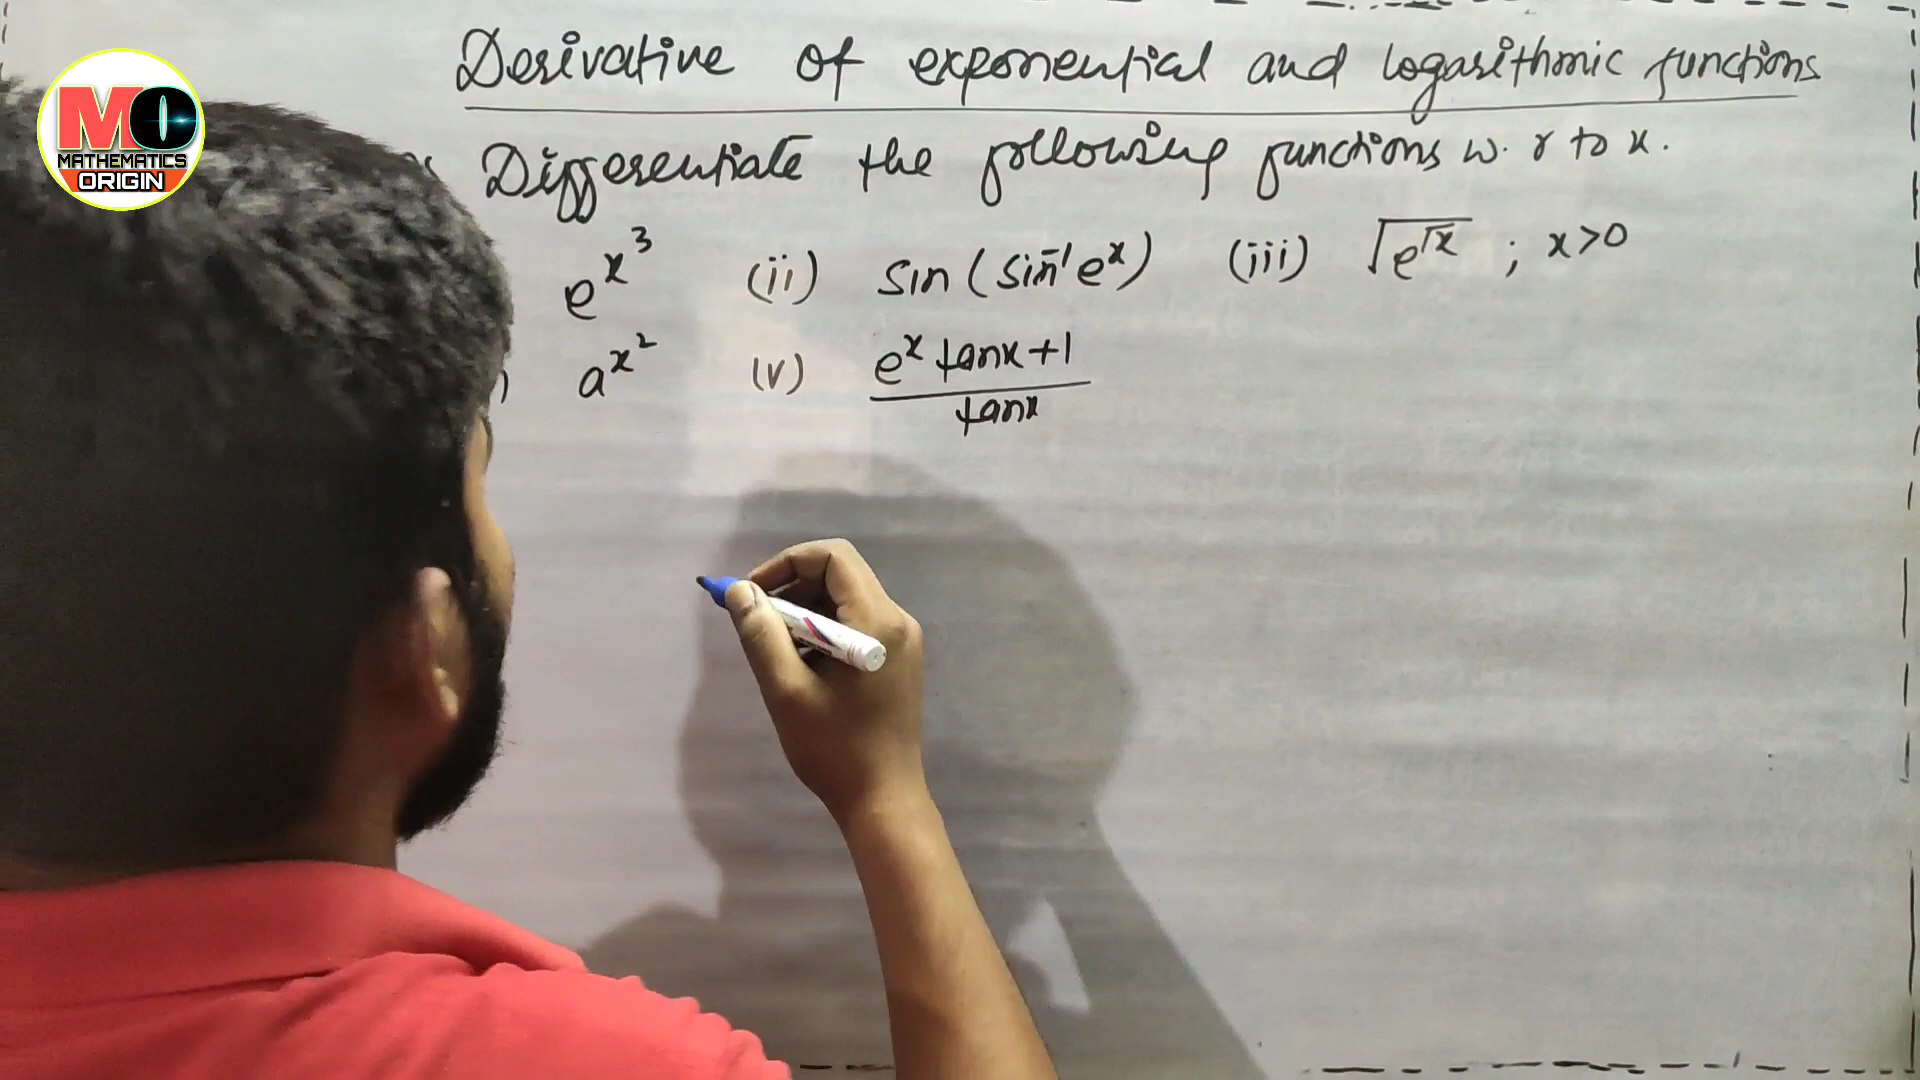 MO
MATHEMATICS
ORIGIN
Derivative of exponential and logarithmic functions
Differentiate the following functions w. r to x.
e^{x^3} (ii) sin(sin⁻¹e^x) (iii) √(e^{√x}) ; x>0
) a^{x^2} (v) (e^x tanx+1)/(tanx)